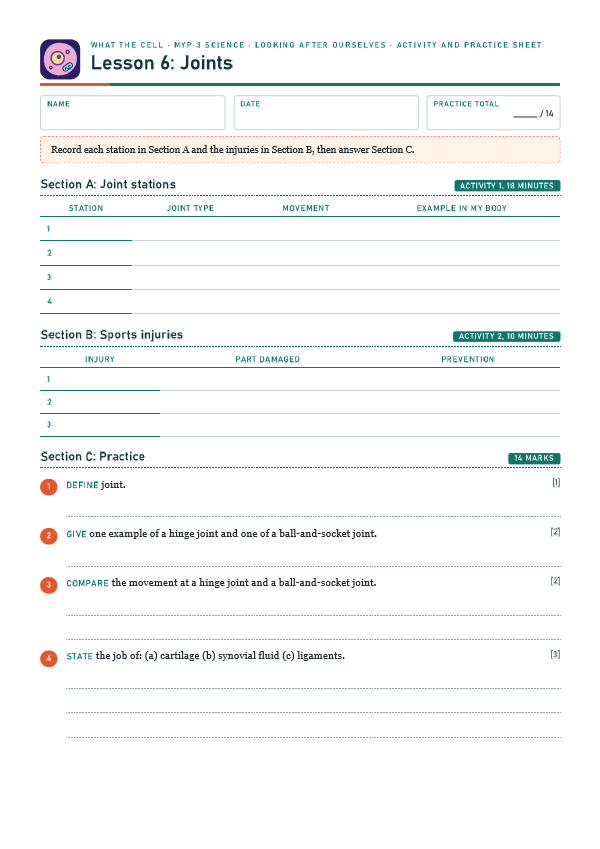 WHAT THE CELL · MYP 3 SCIENCE · LOOKING AFTER OURSELVES · ACTIVITY AND PRACTICE SHEET
Lesson 6: Joints
NAME DATE PRACTICE TOTAL
_____ / 14
Record each station in Section A and the injuries in Section B, then answer Section C.
Section A: Joint stations ACTIVITY 1, 18 MINUTES
STATION JOINT TYPE MOVEMENT EXAMPLE IN MY BODY
1
2
3
4
Section B: Sports injuries ACTIVITY 2, 10 MINUTES
INJURY PART DAMAGED PREVENTION
1
2
3
Section C: Practice 14 MARKS
1 DEFINE joint. [1]
2 GIVE one example of a hinge joint and one of a ball-and-socket joint. [2]
3 COMPARE the movement at a hinge joint and a ball-and-socket joint. [2]
4 STATE the job of: (a) cartilage (b) synovial fluid (c) ligaments. [3]